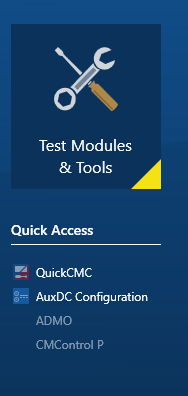 Test Modules
& Tools
Quick Access
QuickCMC
AuxDC Configuration
ADMO
CMControl P